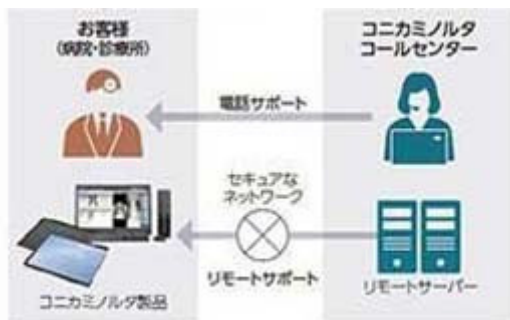 お客様
(病院・診療所)
コニカミノルタ
コールセンター
電話サポート
セキュアな
ネットワーク
リモートサポート
コニカミノルタ製品
リモートサーバー